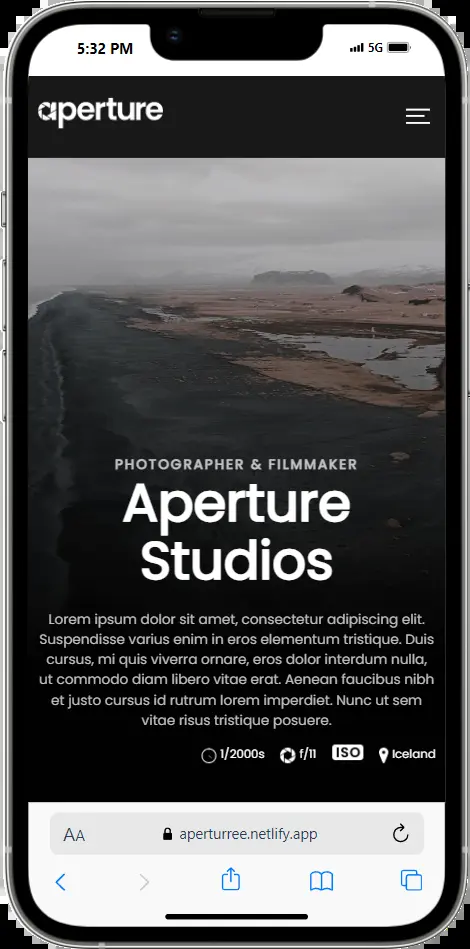 5:32 PM
5G
aperture
PHOTOGRAPHER & FILMMAKER
Aperture
Studios
Lorem ipsum dolor sit amet, consectetur adipiscing elit.
Suspendisse varius enim in eros elementum tristique. Duis
cursus, mi quis viverra ornare, eros dolor interdum nulla,
ut commodo diam libero vitae erat. Aenean faucibus nibh
et justo cursus id rutrum lorem imperdiet. Nunc ut sem
vitae risus tristique posuere.
1/2000s f/11 ISO Iceland
AA aperturree.netlify.app